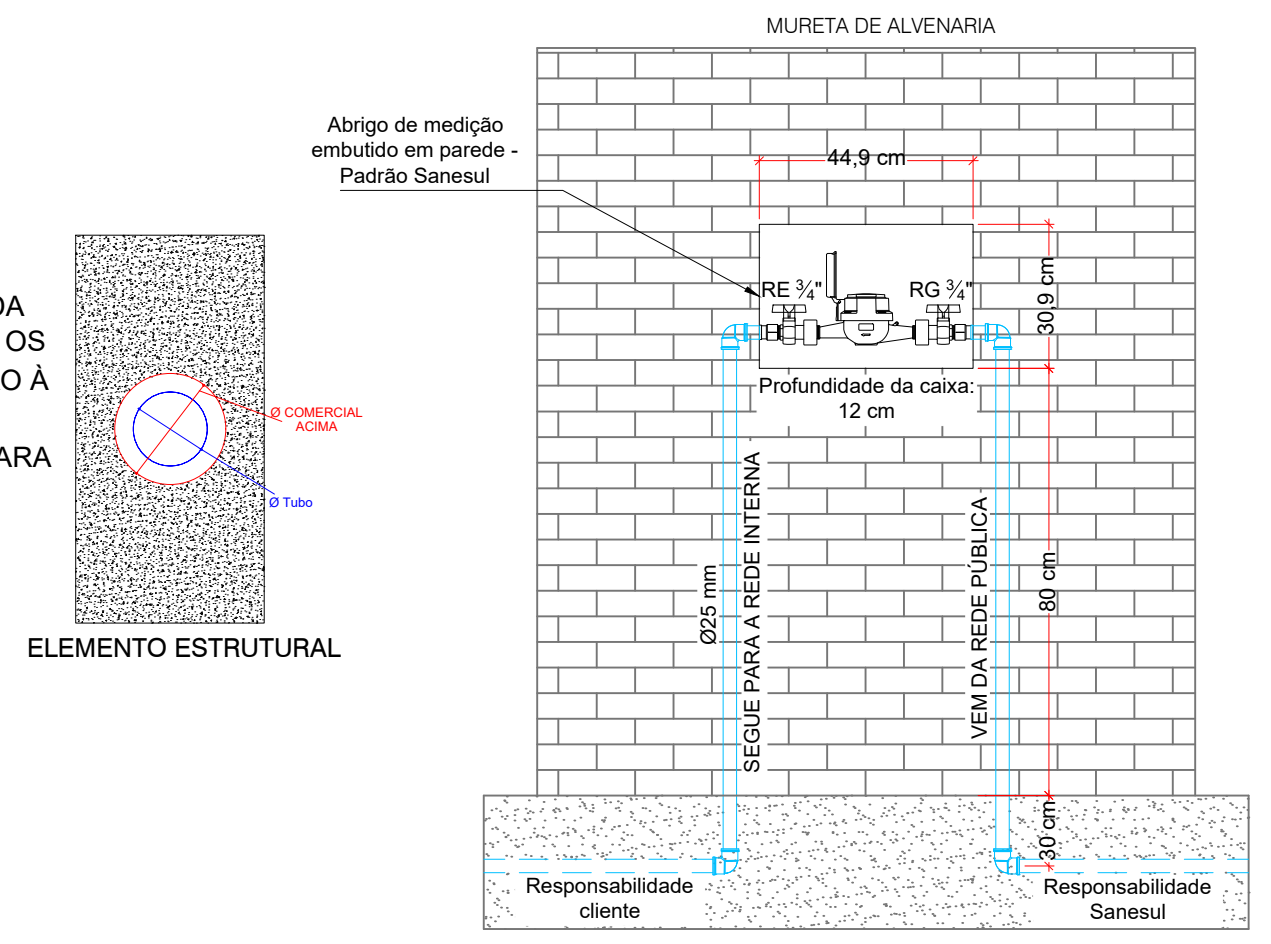 MURETA DE ALVENARIA
Abrigo de medição
embutido em parede -
Padrão Sanesul
44,9 cm
RE 3/4"
RG 3/4"
30,9 cm
Profundidade da caixa:
12 cm
DA
OS
O À
ARA
Ø COMERCIAL
ACIMA
Ø Tubo
ELEMENTO ESTRUTURAL
Ø25 mm
SEGUE PARA A REDE INTERNA
VEM DA REDE PÚBLICA
80 cm
30 cm
Responsabilidade
cliente
Responsabilidade
Sanesul